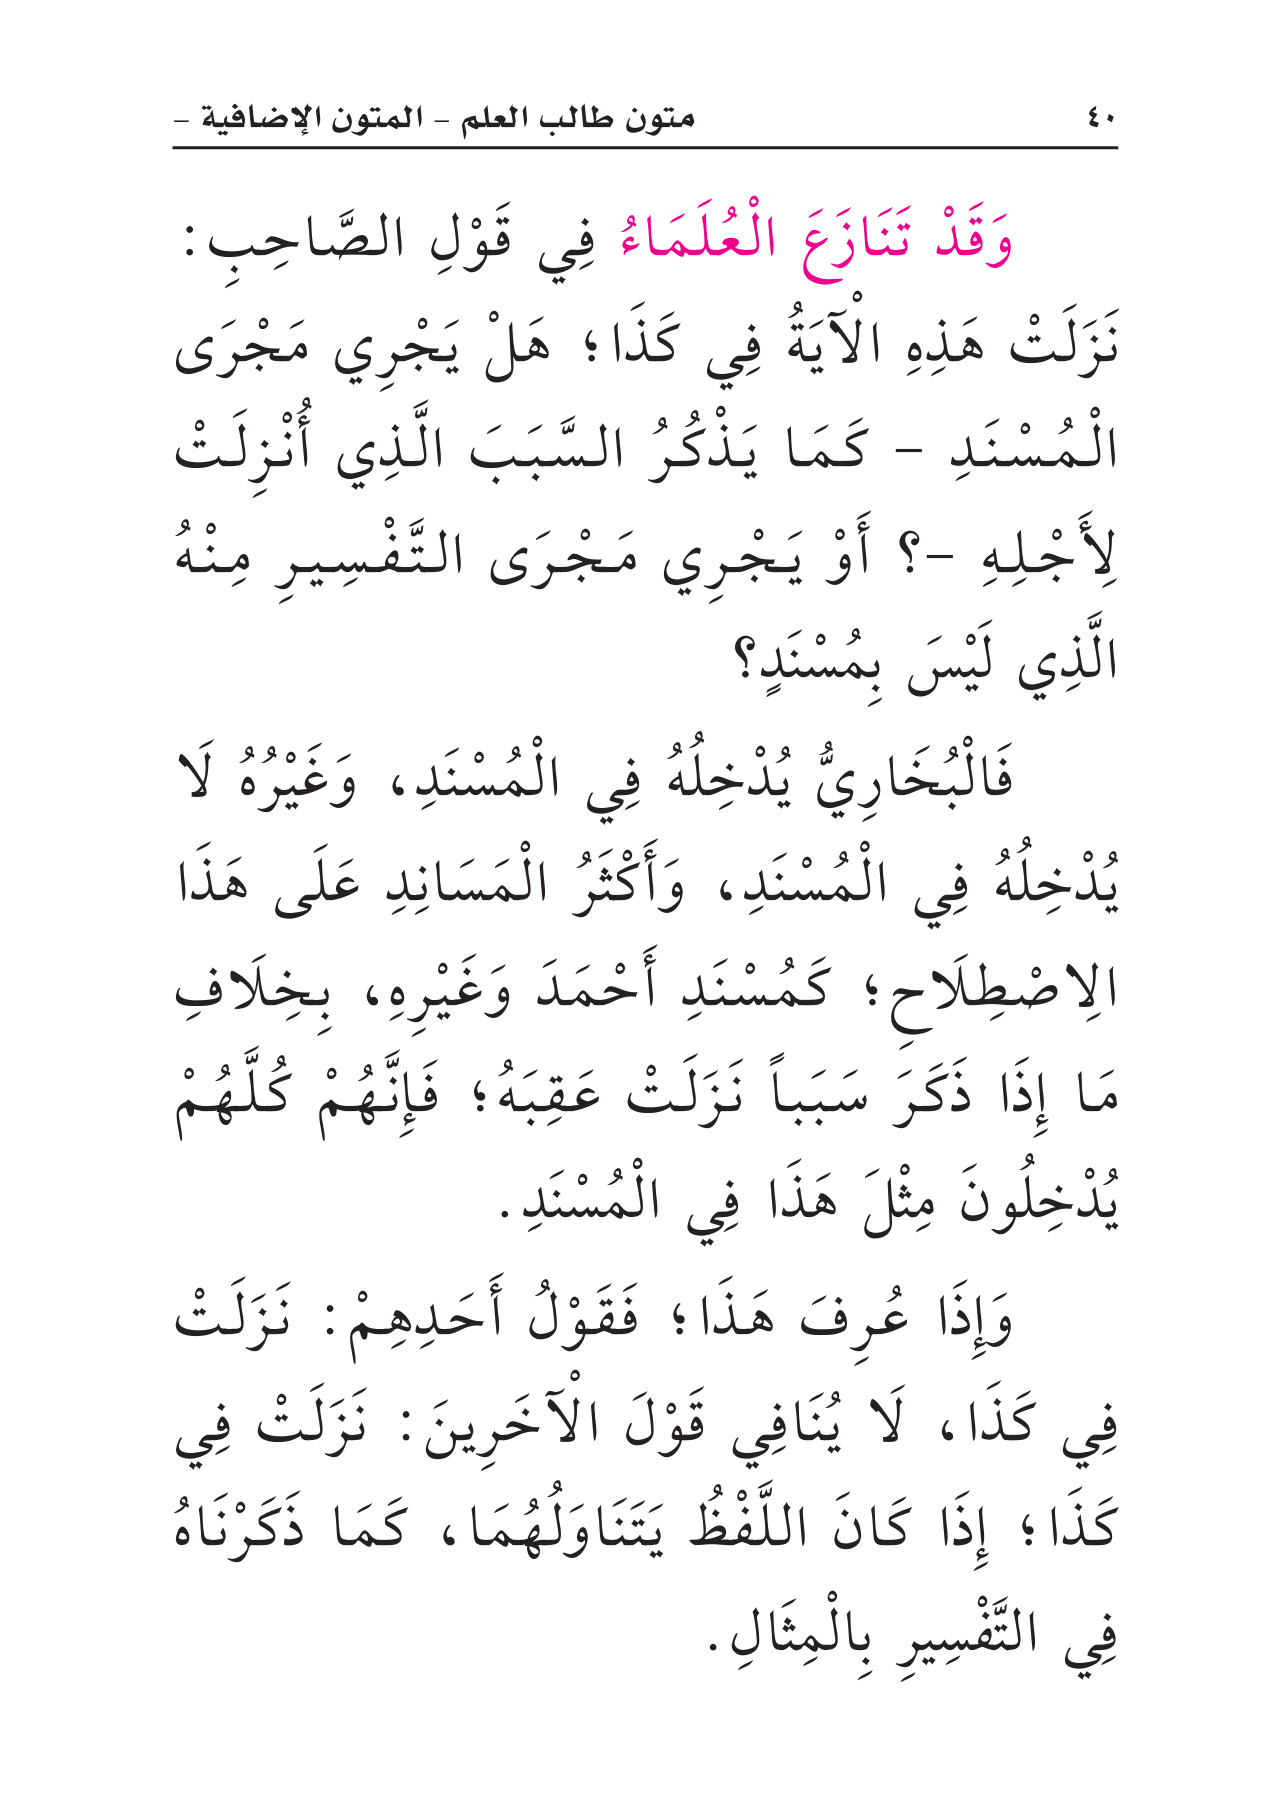 ٤٠ متون طالب العلم – المتون الإضافية –
وَقَدْ تَنَازَعَ الْعُلَمَاءُ فِي قَوْلِ الصَّاحِبِ:
نَزَلَتْ هَذِهِ الْآيَةُ فِي كَذَا؛ هَلْ يَجْرِي مَجْرَى
الْمُسْنَدِ – كَمَا يَذْكُرُ السَّبَبَ الَّذِي أُنْزِلَتْ
لِأَجْلِهِ –؟ أَوْ يَجْرِي مَجْرَى التَّفْسِيرِ مِنْهُ
الَّذِي لَيْسَ بِمُسْنَدٍ؟
فَالْبُخَارِيُّ يُدْخِلُهُ فِي الْمُسْنَدِ، وَغَيْرُهُ لَا
يُدْخِلُهُ فِي الْمُسْنَدِ، وَأَكْثَرُ الْمَسَانِدِ عَلَى هَذَا
الِاصْطِلَاحِ؛ كَمُسْنَدِ أَحْمَدَ وَغَيْرِهِ، بِخِلَافِ
مَا إِذَا ذَكَرَ سَبَباً نَزَلَتْ عَقِبَهُ؛ فَإِنَّهُمْ كُلَّهُمْ
يُدْخِلُونَ مِثْلَ هَذَا فِي الْمُسْنَدِ.
وَإِذَا عُرِفَ هَذَا؛ فَقَوْلُ أَحَدِهِمْ: نَزَلَتْ
فِي كَذَا، لَا يُنَافِي قَوْلَ الْآخَرِينَ: نَزَلَتْ فِي
كَذَا؛ إِذَا كَانَ اللَّفْظُ يَتَنَاوَلُهُمَا، كَمَا ذَكَرْنَاهُ
فِي التَّفْسِيرِ بِالْمِثَالِ.